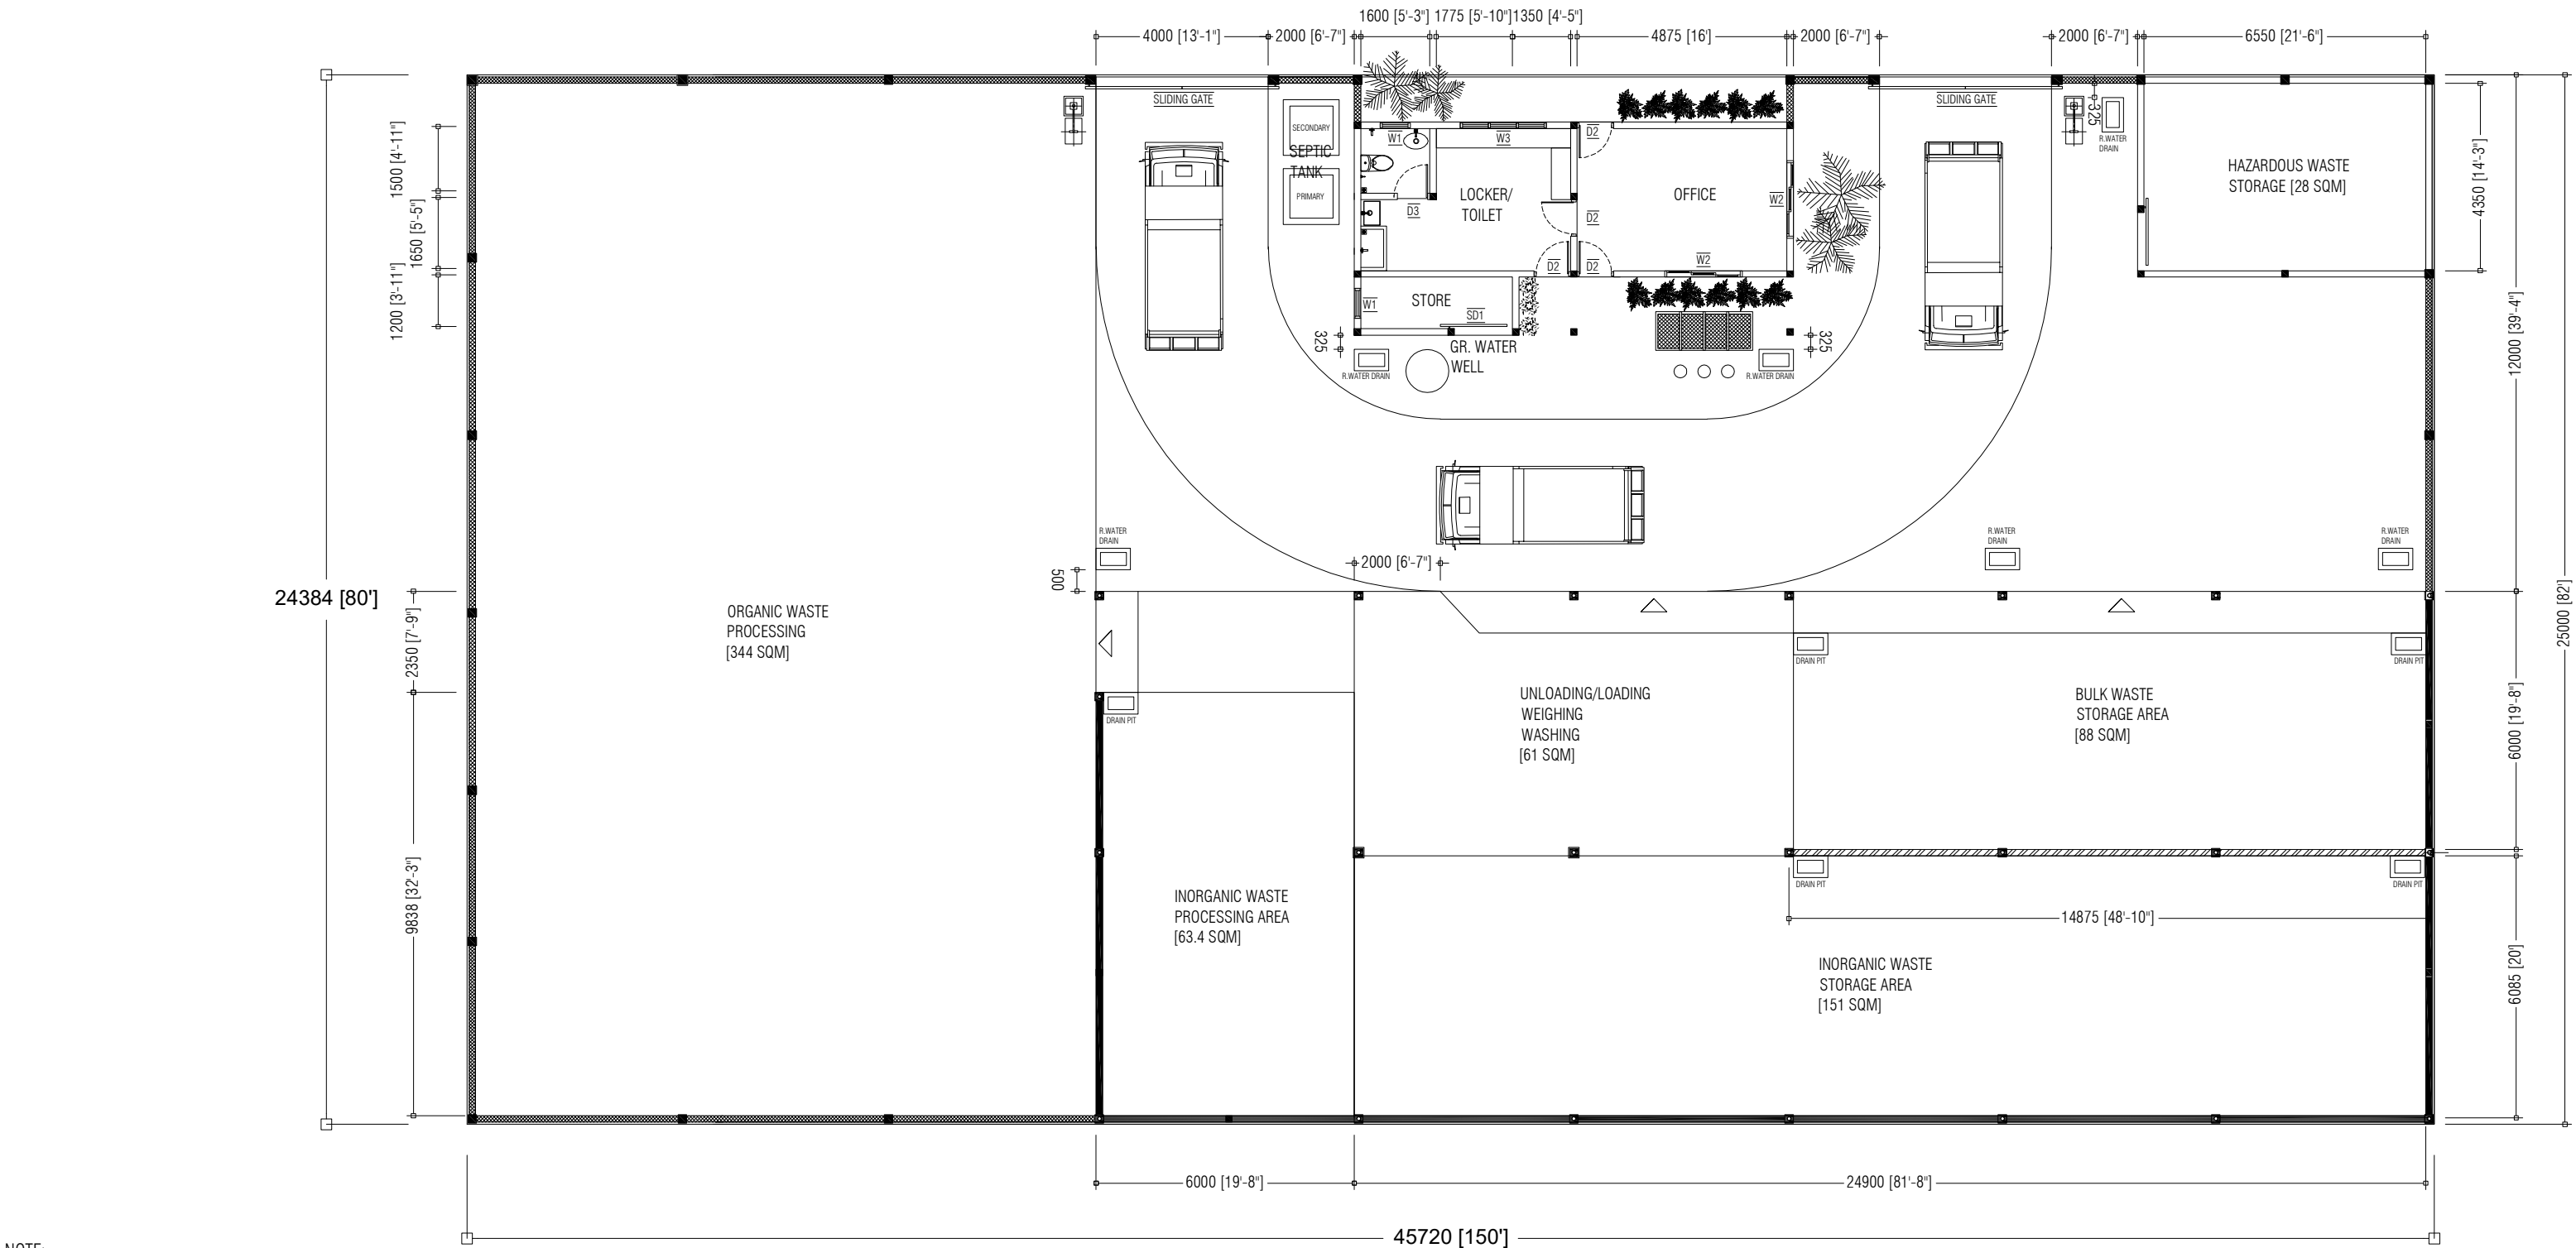 1600 [5'-3"] 1775 [5'-10"]1350 [4'-5"]
4000 [13'-1"]
2000 [6'-7"]
4875 [16']
2000 [6'-7"]
2000 [6'-7"]
6550 [21'-6"]
SLIDING GATE
SLIDING GATE
SECONDARY
SEPTIC
TANK
PRIMARY
W1
W3
D2
325
R.WATER
DRAIN
1500 [4'-11"]
1650 [5'-5"]
1200 [3'-11"]
LOCKER/
TOILET
OFFICE
W2
D3
D2
HAZARDOUS WASTE
STORAGE [28 SQM]
4350 [14'-3"]
D2
D2
W2
W1
STORE
SD1
325
GR. WATER
WELL
325
R.WATER DRAIN
R.WATER DRAIN
12000 [39'-4"]
R.WATER
DRAIN
R.WATER
DRAIN
R.WATER
DRAIN
500
2000 [6'-7"]
24384 [80']
2350 [7'-9"]
25000 [82']
ORGANIC WASTE
PROCESSING
[344 SQM]
DRAIN PIT
DRAIN PIT
DRAIN PIT
UNLOADING/LOADING
WEIGHING
WASHING
[61 SQM]
BULK WASTE
STORAGE AREA
[88 SQM]
6000 [19'-8"]
9838 [32'-3"]
DRAIN PIT
DRAIN PIT
INORGANIC WASTE
PROCESSING AREA
[63.4 SQM]
14875 [48'-10"]
INORGANIC WASTE
STORAGE AREA
[151 SQM]
6085 [20']
6000 [19'-8"]
24900 [81'-8"]
45720 [150']
NOTE: